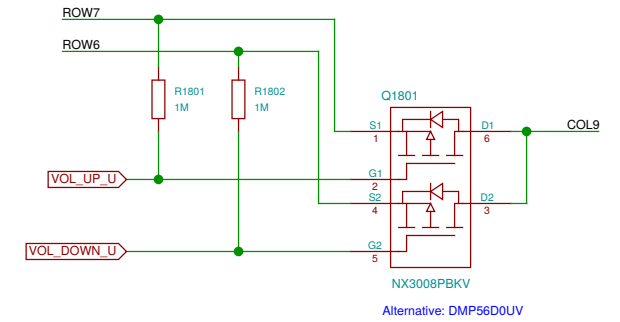 ROW7
ROW6
R1801
1M
R1802
1M
Q1801
S1
1
D1
6
COL9
VOL_UP_U
G1
2
S2
4
D2
3
VOL_DOWN_U
G2
5
NX3008PBKV
Alternative: DMP56D0UV